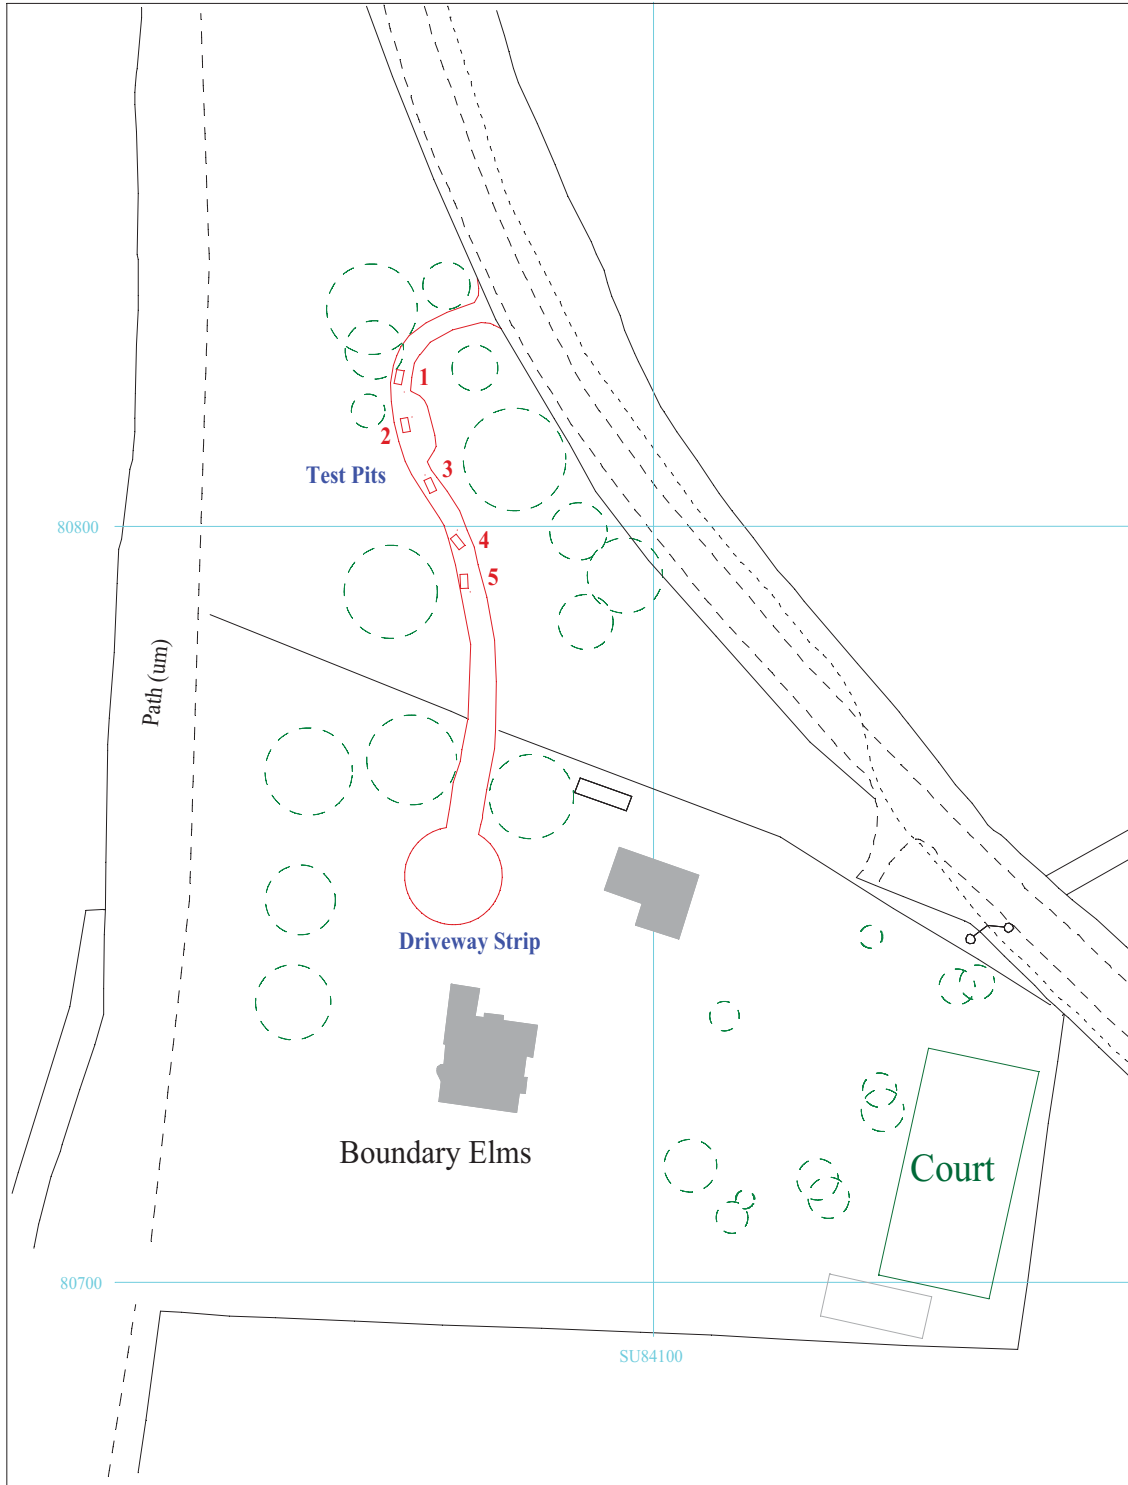 1
2
3
Test Pits
80800
4
5
Path (um)
Driveway Strip
Boundary Elms
Court
80700
SU84100